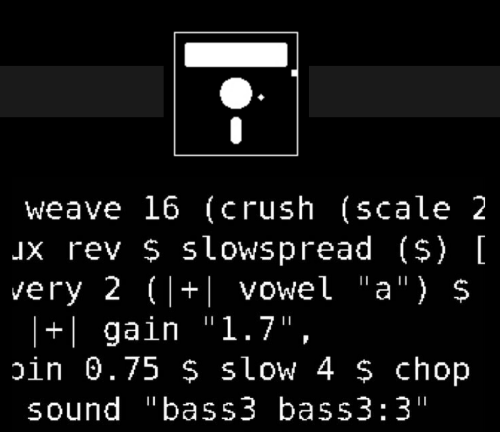 weave 16 (crush (scale 2
ux rev $ slowspread ($) [
very 2 (|+| vowel "a") $
|+| gain "1.7",
pin 0.75 $ slow 4 $ chop
sound "bass3 bass3:3"